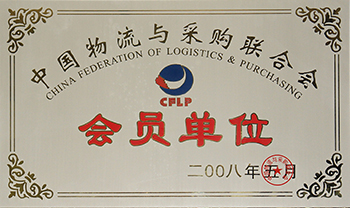 中国物流与采购联合会
CHINA FEDERATION OF LOGISTICS & PURCHASING
CFLP
会员单位
二00八年五月